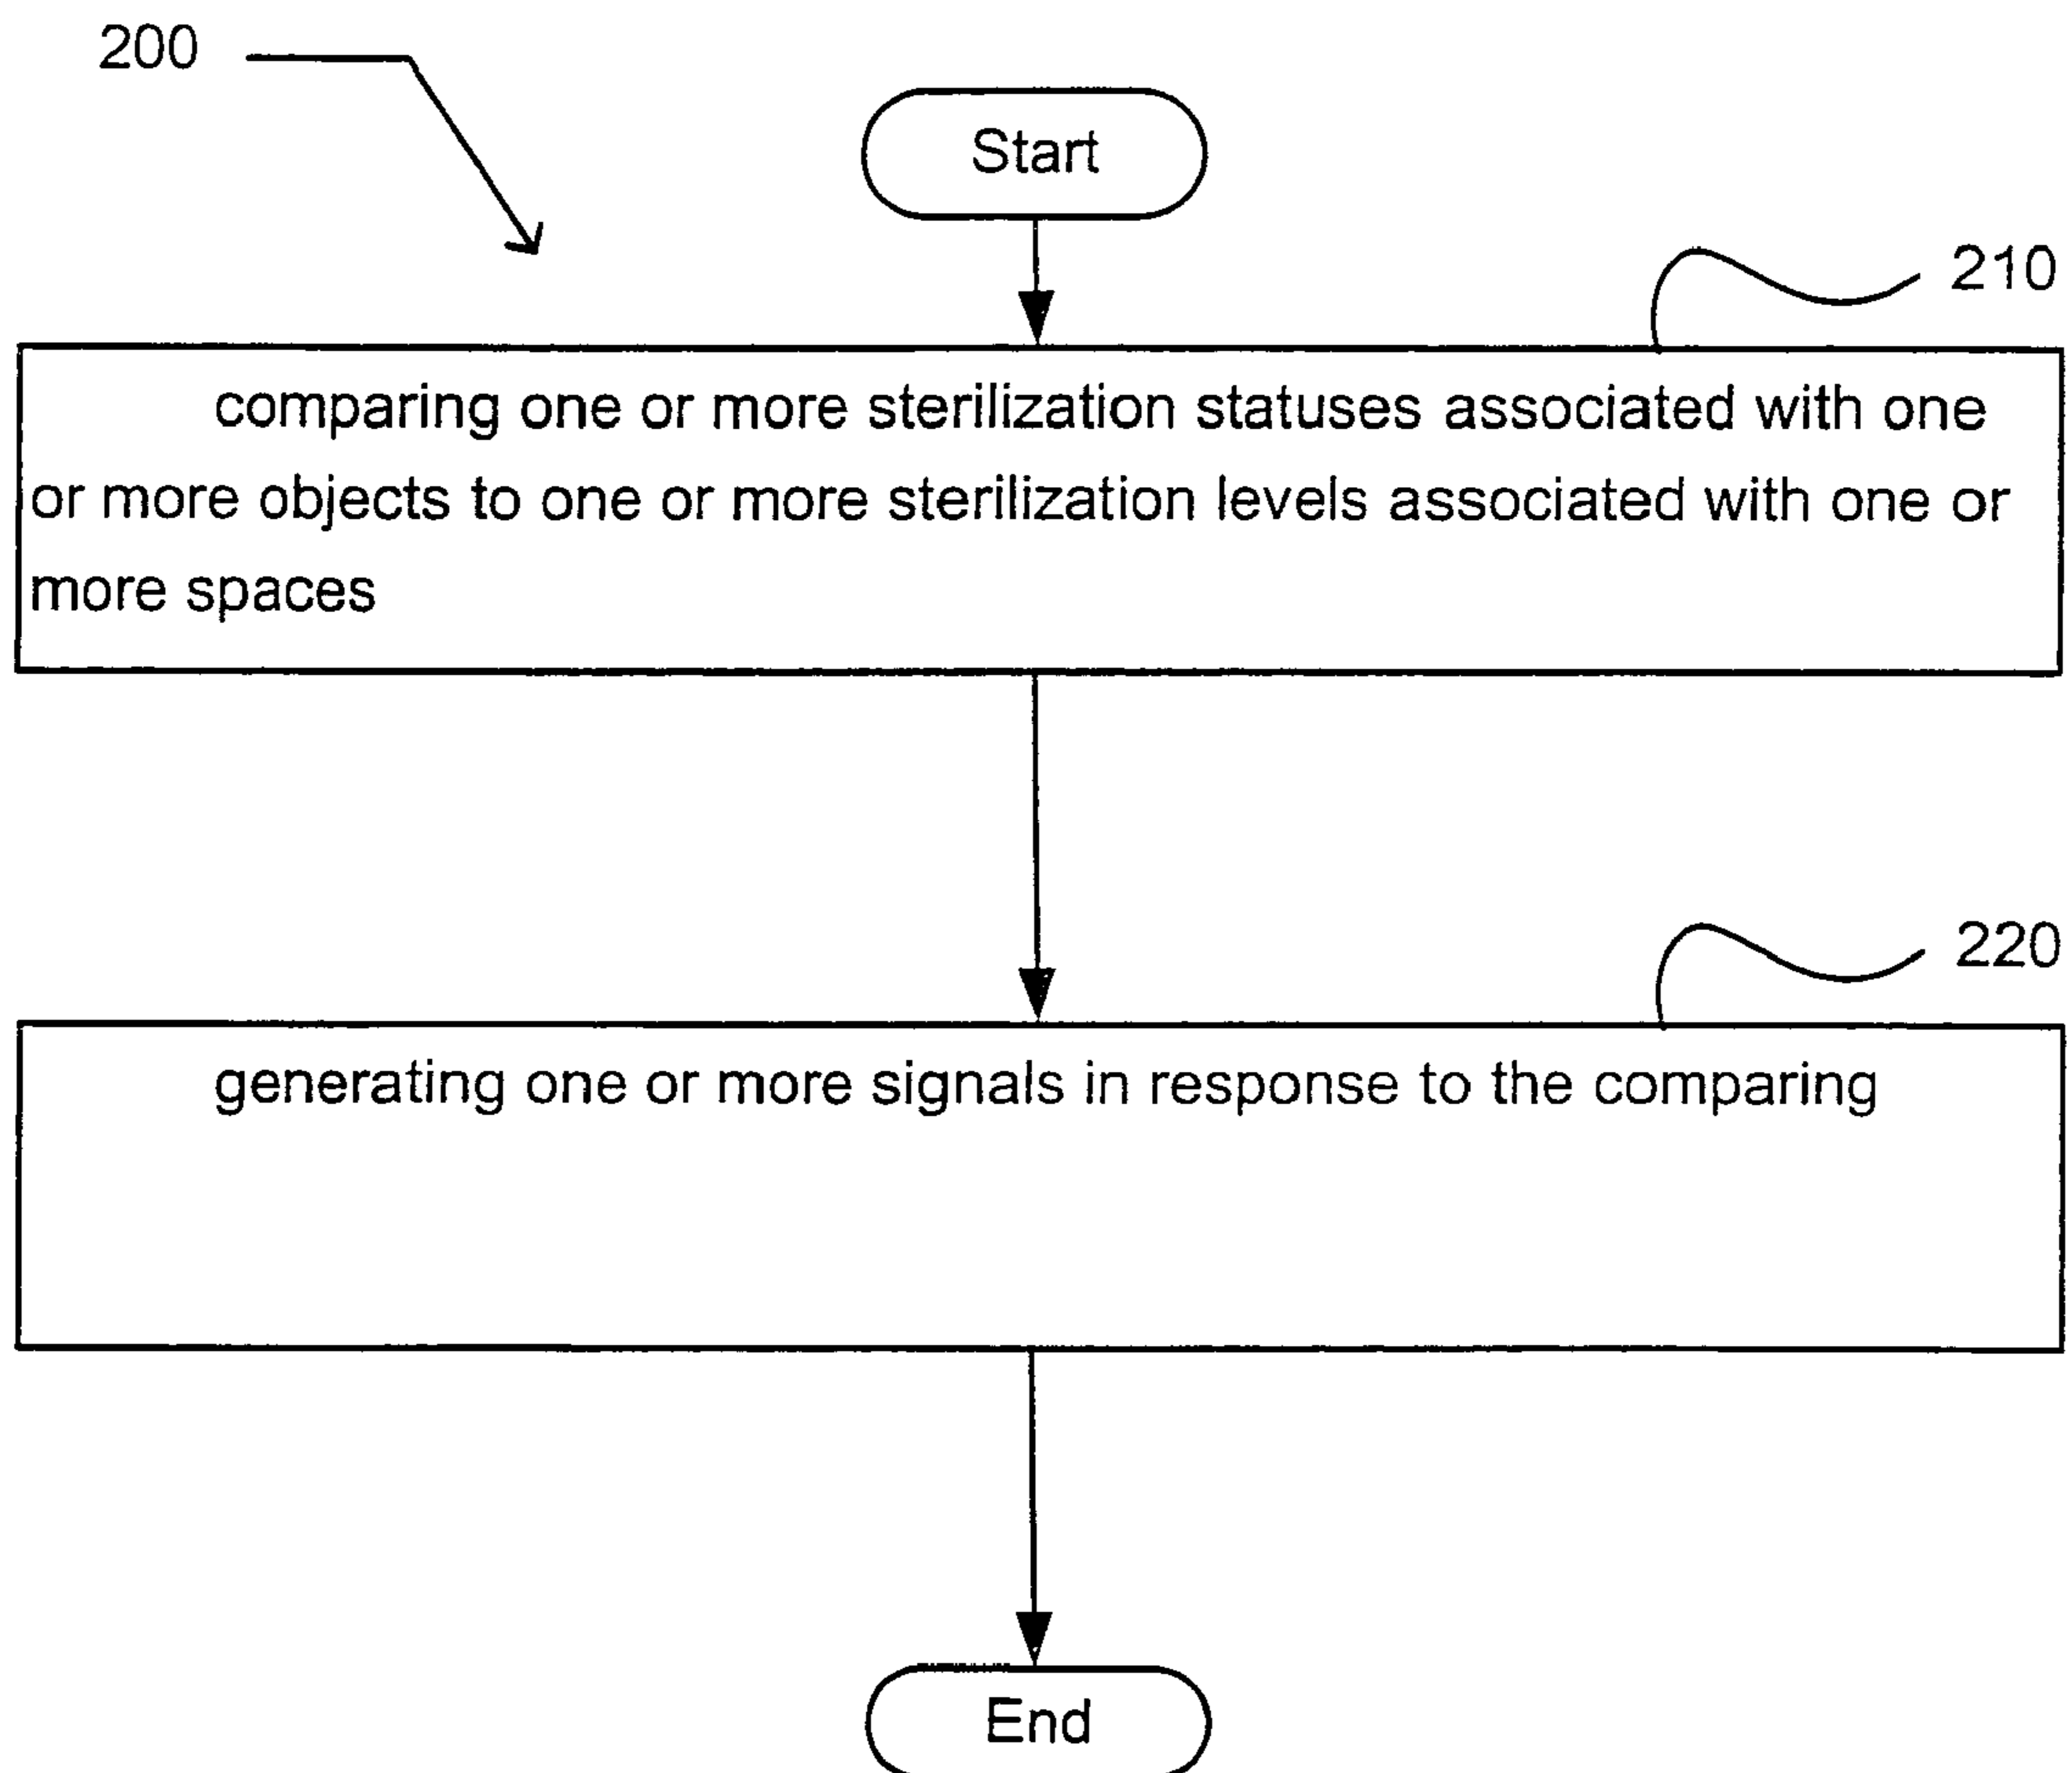 200
Start
210
comparing one or more sterilization statuses associated with one
or more objects to one or more sterilization levels associated with one or
more spaces
220
generating one or more signals in response to the comparing
End